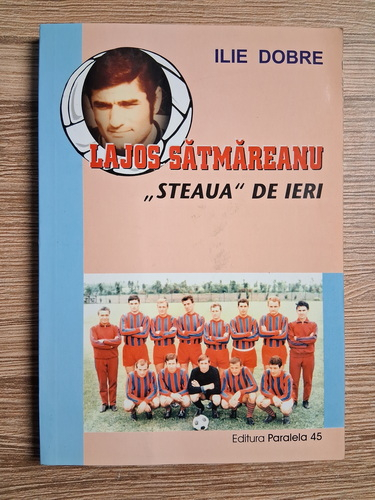 ILIE DOBRE
LAJOS SĂTMĂREANU
„STEAUA“ DE IERI
Editura Paralela 45